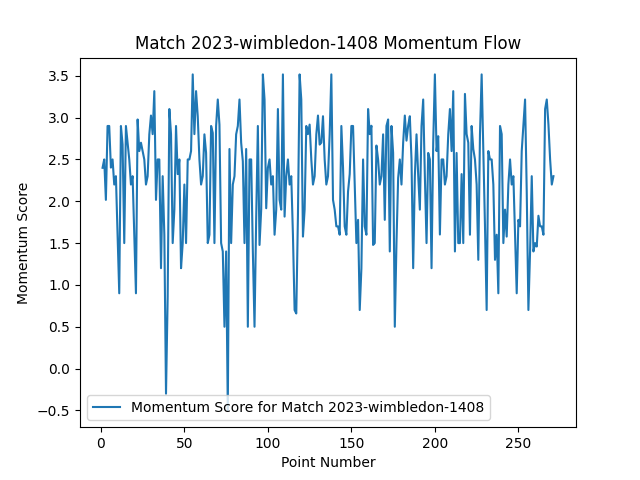 Match 2023-wimbledon-1408 Momentum Flow
Momentum Score
3.5
3.0
2.5
2.0
1.5
1.0
0.5
0.0
−0.5
Momentum Score for Match 2023-wimbledon-1408
0 50 100 150 200 250
Point Number